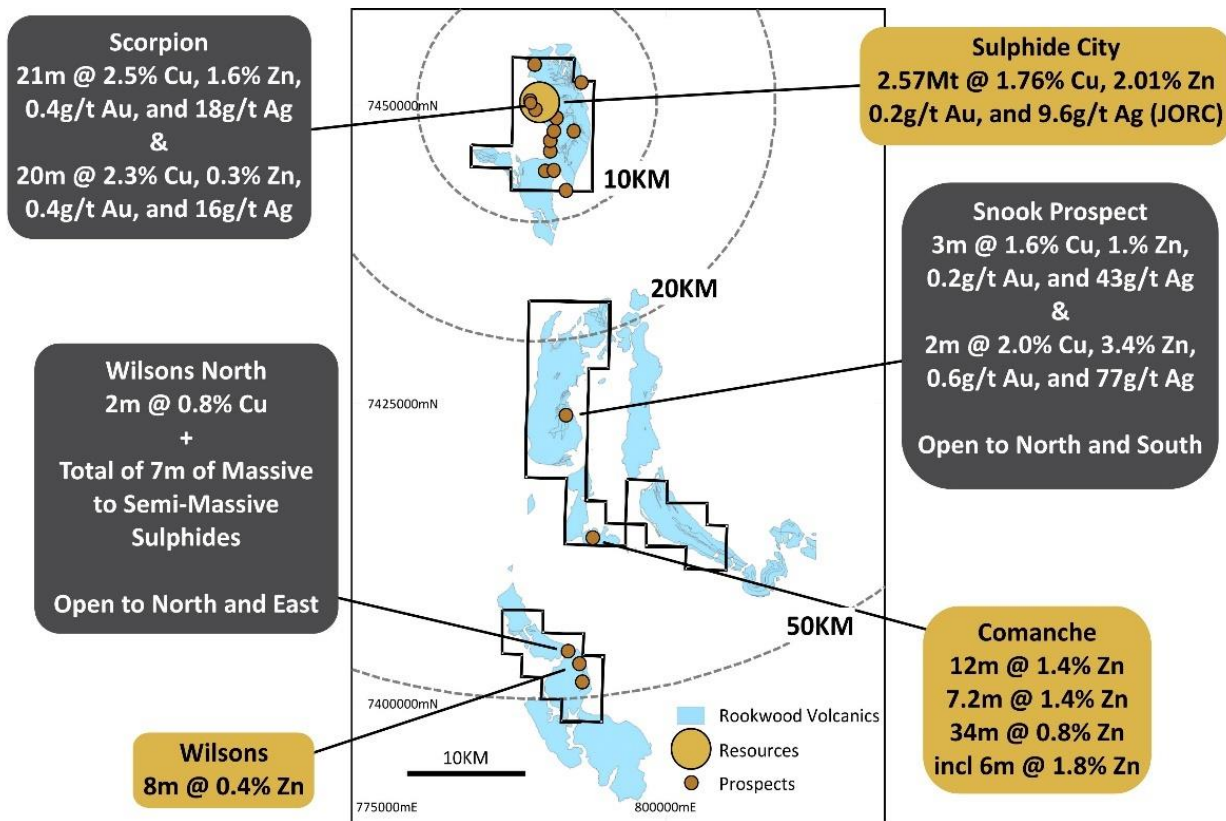 Scorpion
21m @ 2.5% Cu, 1.6% Zn,
0.4g/t Au, and 18g/t Ag
&
20m @ 2.3% Cu, 0.3% Zn,
0.4g/t Au, and 16g/t Ag
Sulphide City
2.57Mt @ 1.76% Cu, 2.01% Zn
0.2g/t Au, and 9.6g/t Ag (JORC)
7450000mN
10KM
Snook Prospect
3m @ 1.6% Cu, 1.% Zn,
0.2g/t Au, and 43g/t Ag
&
2m @ 2.0% Cu, 3.4% Zn,
0.6g/t Au, and 77g/t Ag
Open to North and South
20KM
Wilsons North
2m @ 0.8% Cu
+
Total of 7m of Massive
to Semi-Massive
Sulphides
Open to North and East
7425000mN
50KM
Comanche
12m @ 1.4% Zn
7.2m @ 1.4% Zn
34m @ 0.8% Zn
incl 6m @ 1.8% Zn
7400000mN
Wilsons
8m @ 0.4% Zn
Rookwood Volcanics
Resources
Prospects
10KM
775000mE
800000mE